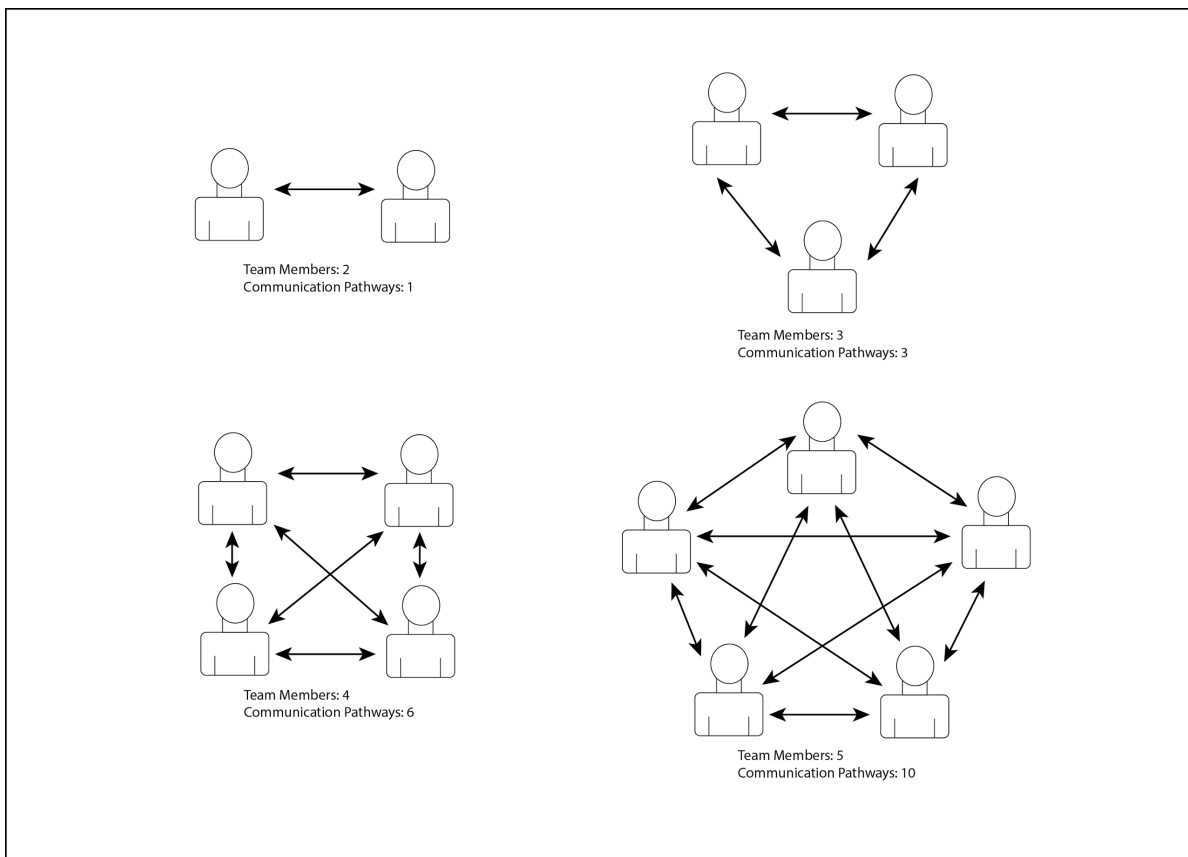 Team Members: 2
Communication Pathways: 1
Team Members: 3
Communication Pathways: 3
Team Members: 4
Communication Pathways: 6
Team Members: 5
Communication Pathways: 10